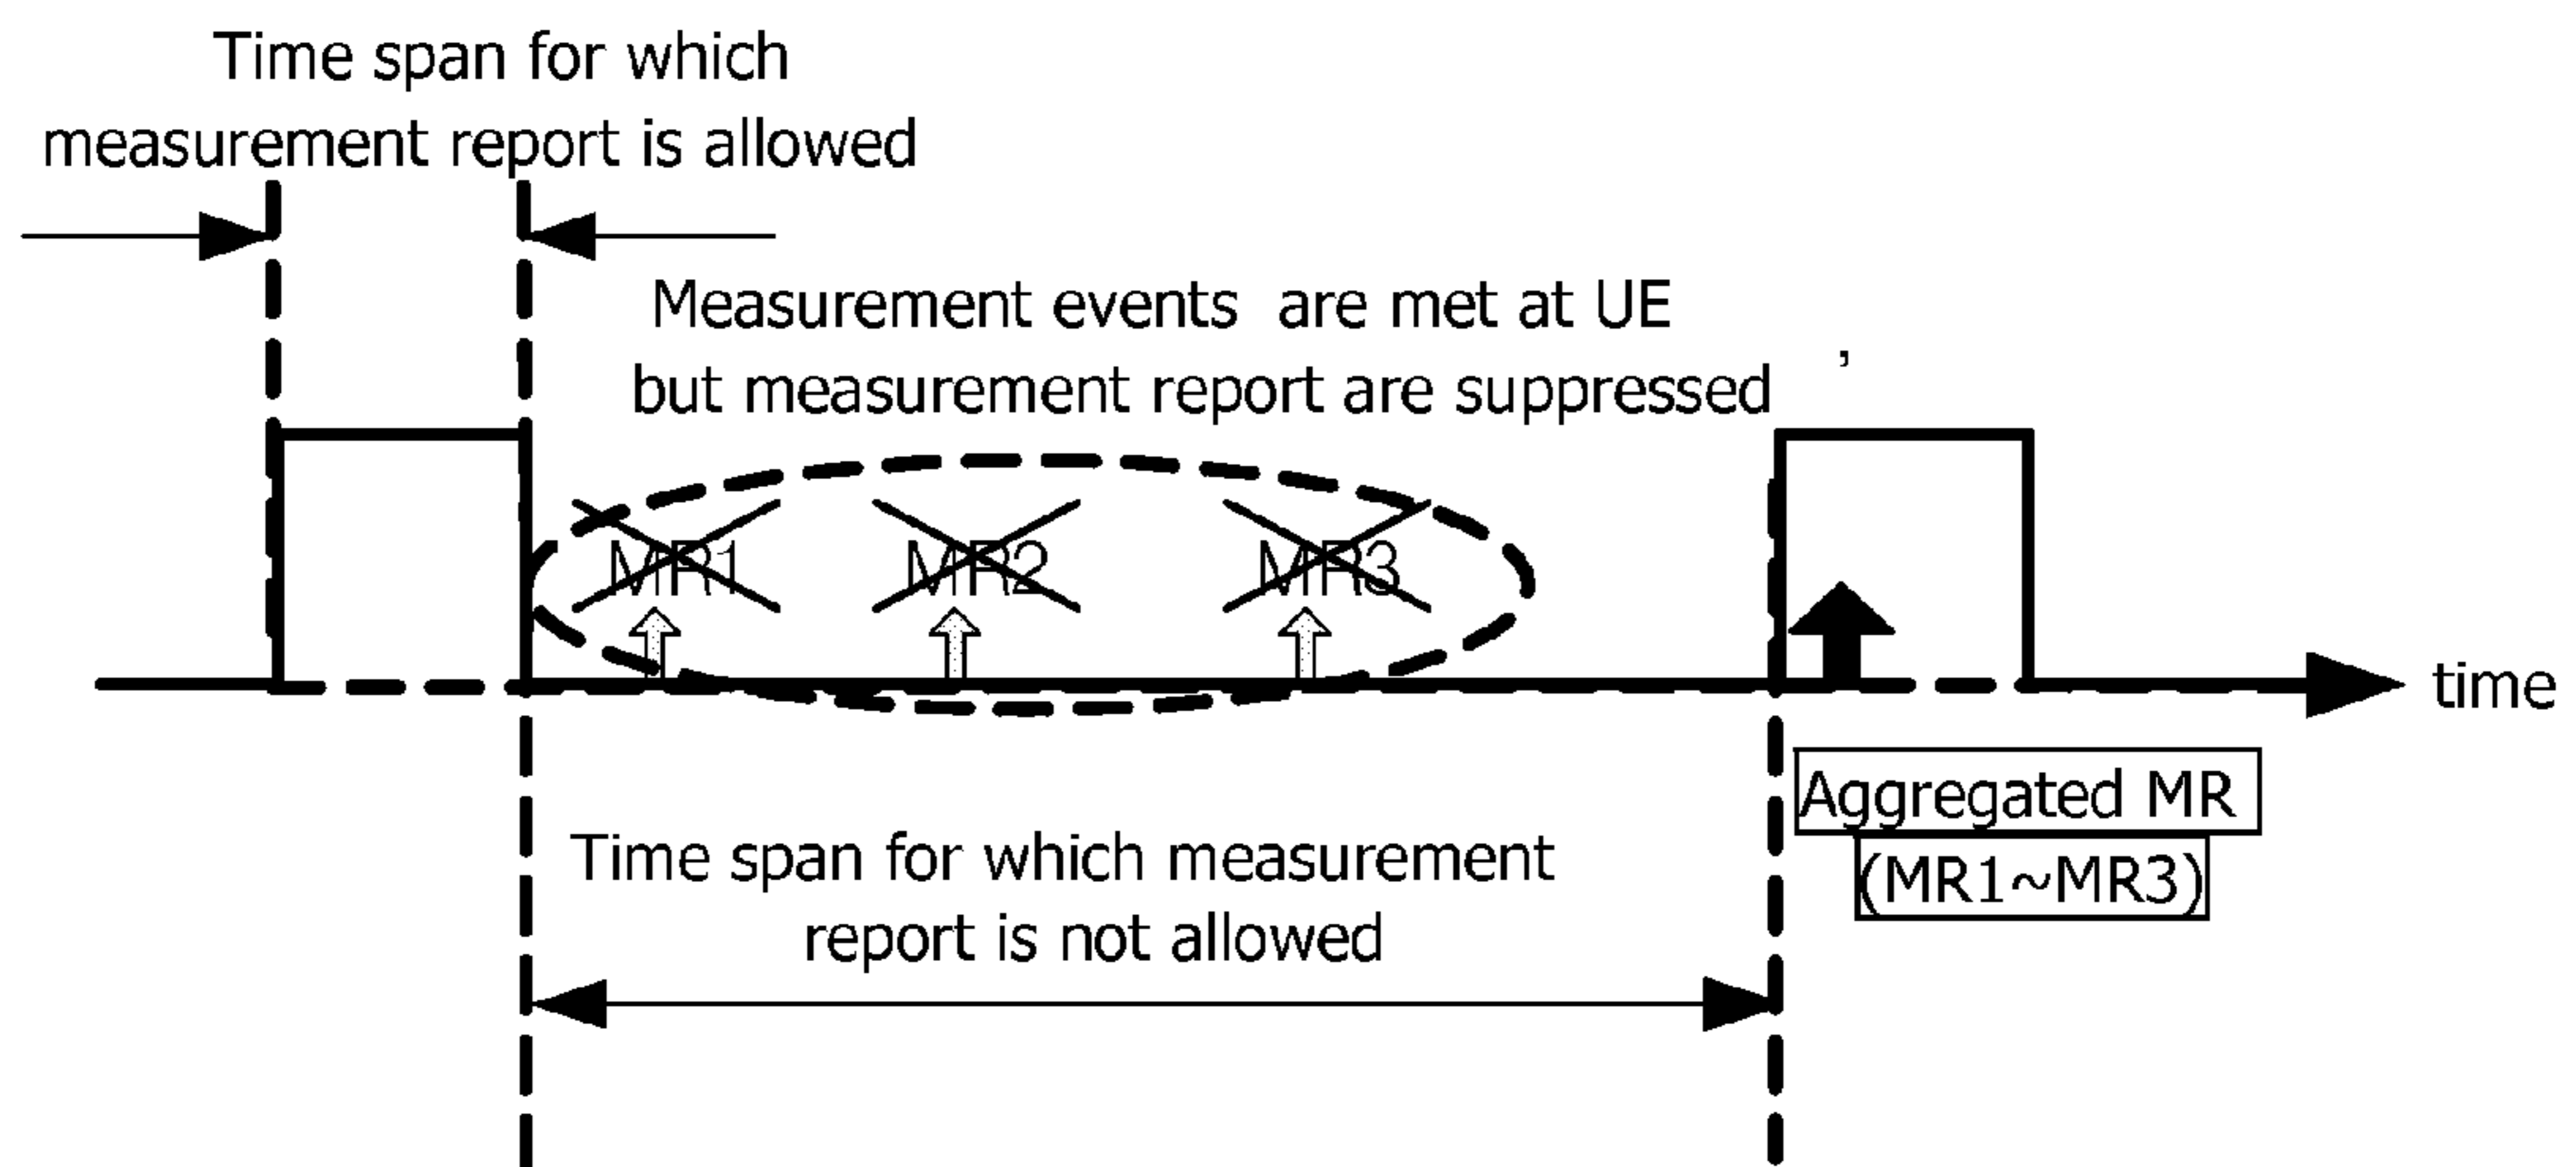 Time span for which
measurement report is allowed
Measurement events are met at UE
but measurement report are suppressed ,
MR1 MR2 MR3
time
Aggregated MR
(MR1~MR3)
Time span for which measurement
report is not allowed